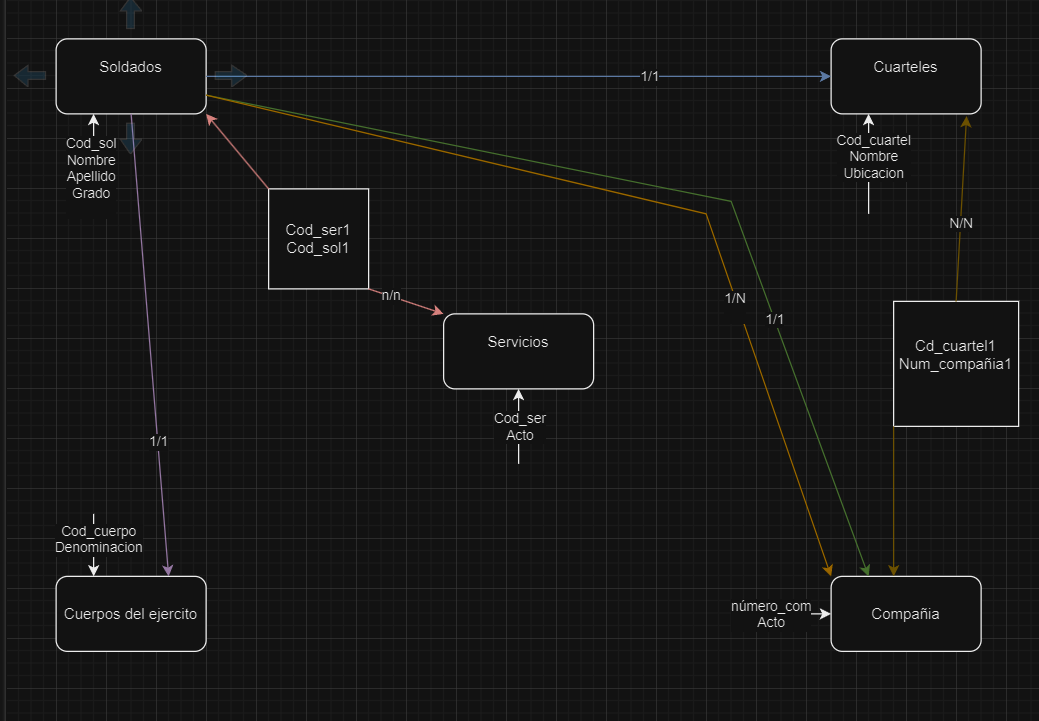 Soldados
Cuarteles
1/1
Cod_sol
Nombre
Apellido
Grado
Cod_cuartel
Nombre
Ubicacion
Cod_ser1
Cod_sol1
N/N
n/n
1/N
1/1
Servicios
Cd_cuartel1
Num_compañia1
Cod_ser
Acto
1/1
Cod_cuerpo
Denominacion
Cuerpos del ejercito
número_com
Acto
Compañia